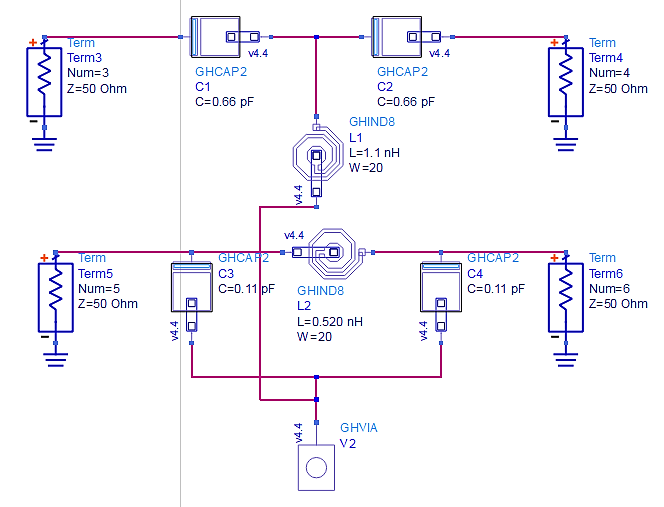 Term
Term3
Num=3
Z=50 Ohm
v4.4
GHCAP2
C1
C=0.66 pF
v4.4
GHCAP2
C2
C=0.66 pF
Term
Term4
Num=4
Z=50 Ohm
GHIND8
L1
L=1.1 nH
W=20
v4.4
Term
Term5
Num=5
Z=50 Ohm
GHCAP2
C3
C=0.11 pF
v4.4
v4.4
GHIND8
L2
L=0.520 nH
W=20
GHCAP2
C4
C=0.11 pF
v4.4
Term
Term6
Num=6
Z=50 Ohm
v4.4
GHVIA
V2